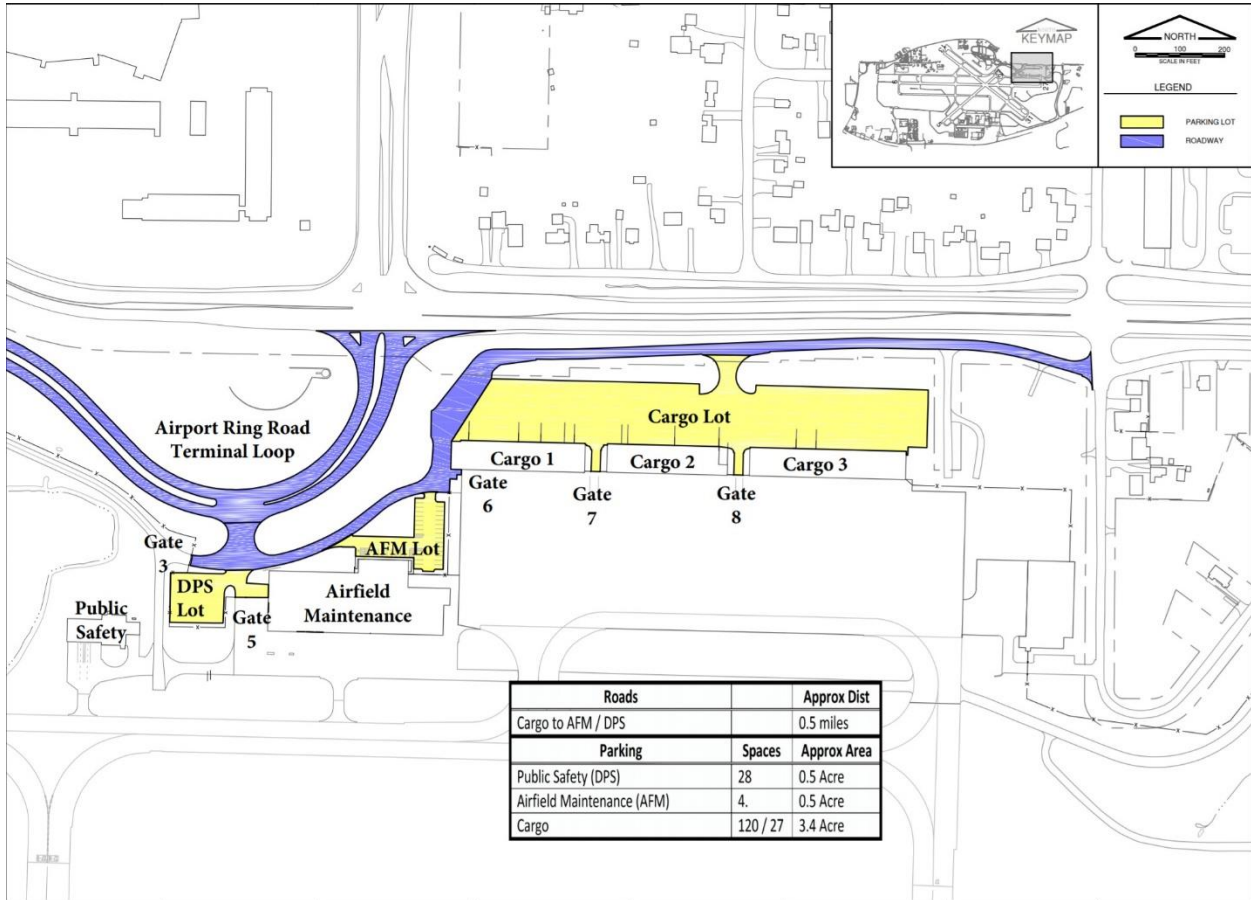 KEYMAP
NORTH
0 100 200
SCALE IN FEET
LEGEND
PARKING LOT
ROADWAY
Airport Ring Road
Terminal Loop
Cargo Lot
Cargo 1
Cargo 2
Cargo 3
Gate
6
Gate
7
Gate
8
Gate
3
AFM Lot
DPS
Lot
Airfield
Maintenance
Public
Safety
Gate
5
Roads Approx Dist
Cargo to AFM / DPS 0.5 miles
Parking Spaces Approx Area
Public Safety (DPS) 28 0.5 Acre
Airfield Maintenance (AFM) 4. 0.5 Acre
Cargo 120 / 27 3.4 Acre